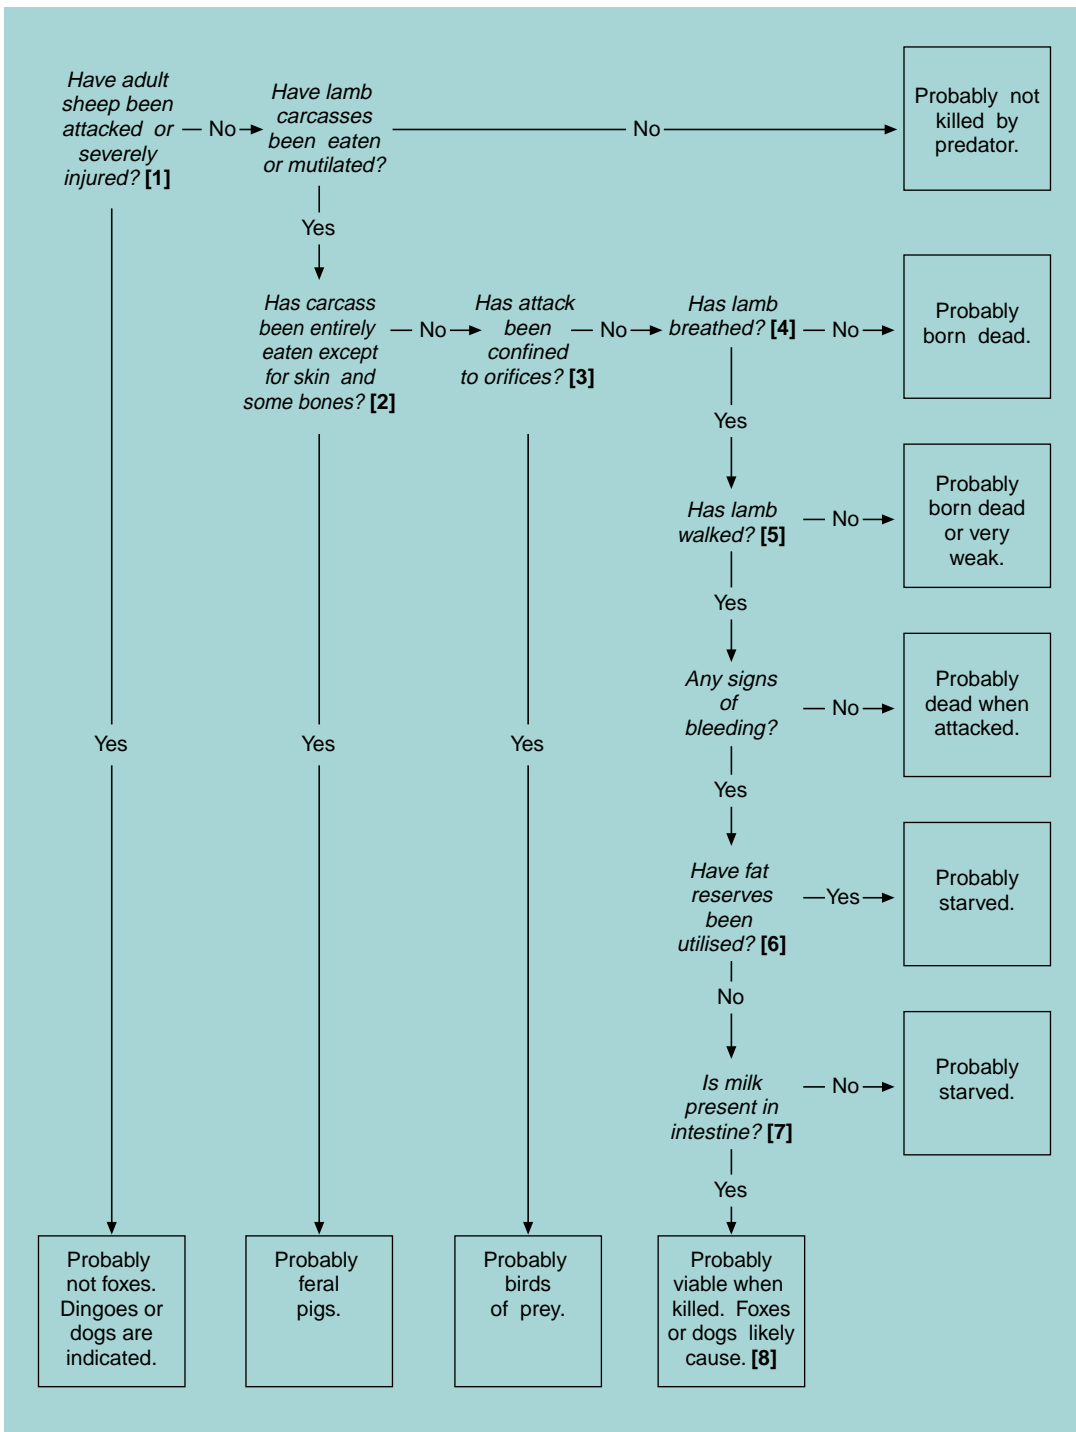 Have adult
sheep been
attacked or
severely
injured? [1]
No
Have lamb
carcasses
been eaten
or mutilated?
No
Probably not
killed by
predator.
Yes
Has carcass
been entirely
eaten except
for skin and
some bones? [2]
No
Has attack
been
confined
to orifices? [3]
No
Has lamb
breathed? [4]
No
Probably
born dead.
Yes
Has lamb
walked? [5]
No
Probably
born dead
or very
weak.
Yes
Any signs
of
bleeding?
No
Probably
dead when
attacked.
Yes
Yes
Yes
Yes
Have fat
reserves
been
utilised? [6]
Yes
Probably
starved.
No
Is milk
present in
intestine? [7]
No
Probably
starved.
Yes
Probably
not foxes.
Dingoes or
dogs are
indicated.
Probably
feral
pigs.
Probably
birds
of prey.
Probably
viable when
killed. Foxes
or dogs likely
cause. [8]